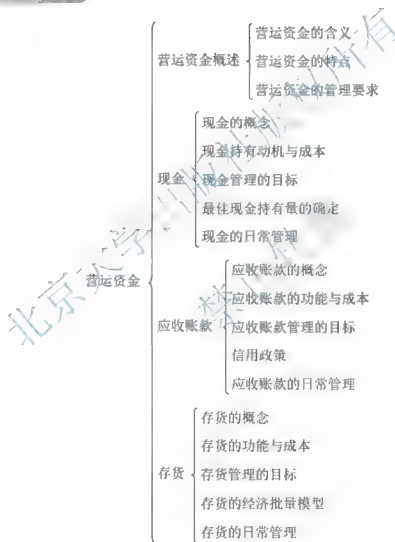 营运资金
营运资金概述
营运资金的含义
营运资金的特点
营运资金的管理要求
现金
现金的概念
现金持有动机与成本
现金管理的目标
最佳现金持有量的确定
现金的日常管理
应收账款
应收账款的概念
应收账款的功能与成本
应收账款管理的目标
信用政策
应收账款的日常管理
存货
存货的概念
存货的功能与成本
存货管理的目标
存货的经济批量模型
存货的日常管理